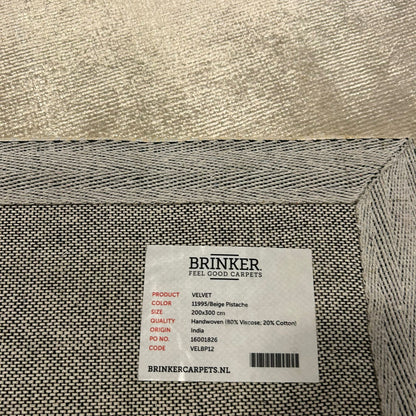 BRINKER
FEEL GOOD CARPETS
PRODUCT VELVET
COLOR 11995/Beige Pistache
SIZE 200x300 cm
QUALITY Handwoven (80% Viscose; 20% Cotton)
ORIGIN India
PO NO. 16001826
CODE VELBP12
BRINKERCARPETS.NL